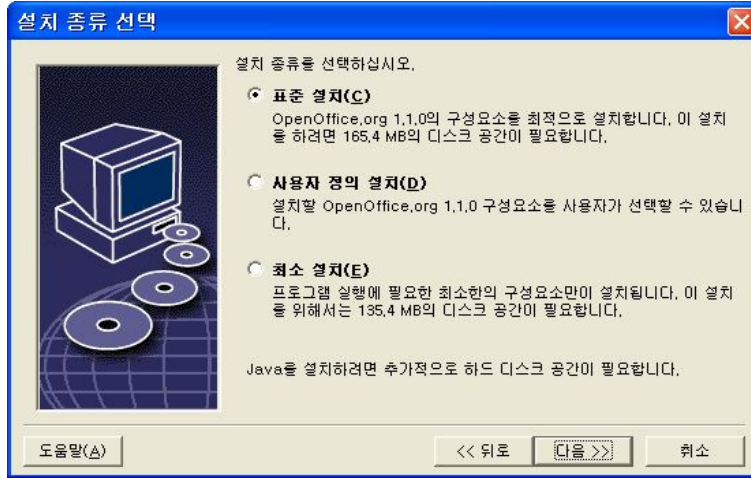 설치 종류 선택
설치 종류를 선택하십시오.
표준 설치(C)
OpenOffice.org 1.1.0의 구성요소를 최적으로 설치합니다. 이 설치
를 하려면 165.4 MB의 디스크 공간이 필요합니다.
사용자 정의 설치(D)
설치할 OpenOffice.org 1.1.0 구성요소를 사용자가 선택할 수 있습니
다.
최소 설치(E)
프로그램 실행에 필요한 최소한의 구성요소만이 설치됩니다. 이 설치
를 위해서는 135.4 MB의 디스크 공간이 필요합니다.
Java를 설치하려면 추가적으로 하드 디스크 공간이 필요합니다.
도움말(A)
<< 뒤로
다음 >>
취소